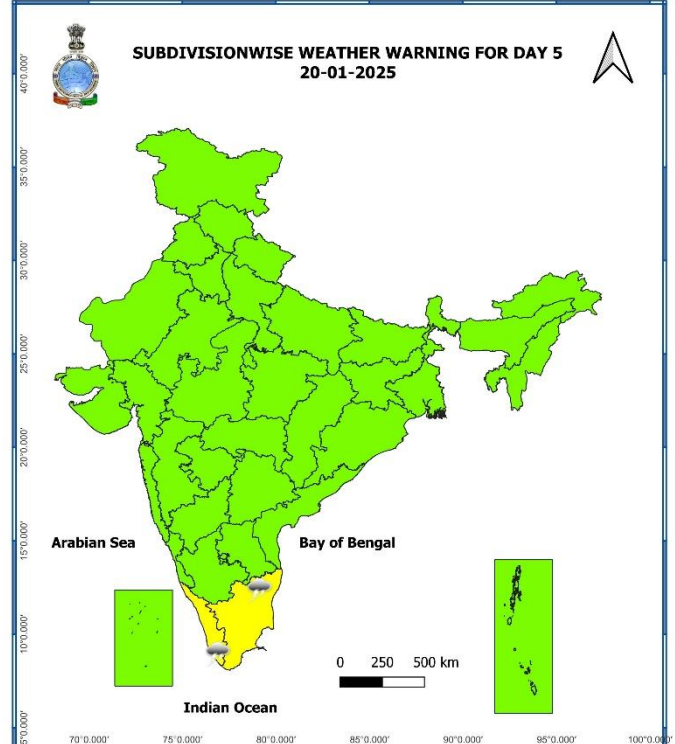 SUBDIVISIONWISE WEATHER WARNING FOR DAY 5
20-01-2025
40°0.000'
35°0.000'
30°0.000'
25°0.000'
20°0.000'
15°0.000'
10°0.000'
5°0.000'
Arabian Sea
Bay of Bengal
0 250 500 km
Indian Ocean
70°0.000' 75°0.000' 80°0.000' 85°0.000' 90°0.000' 95°0.000' 100°0.000'